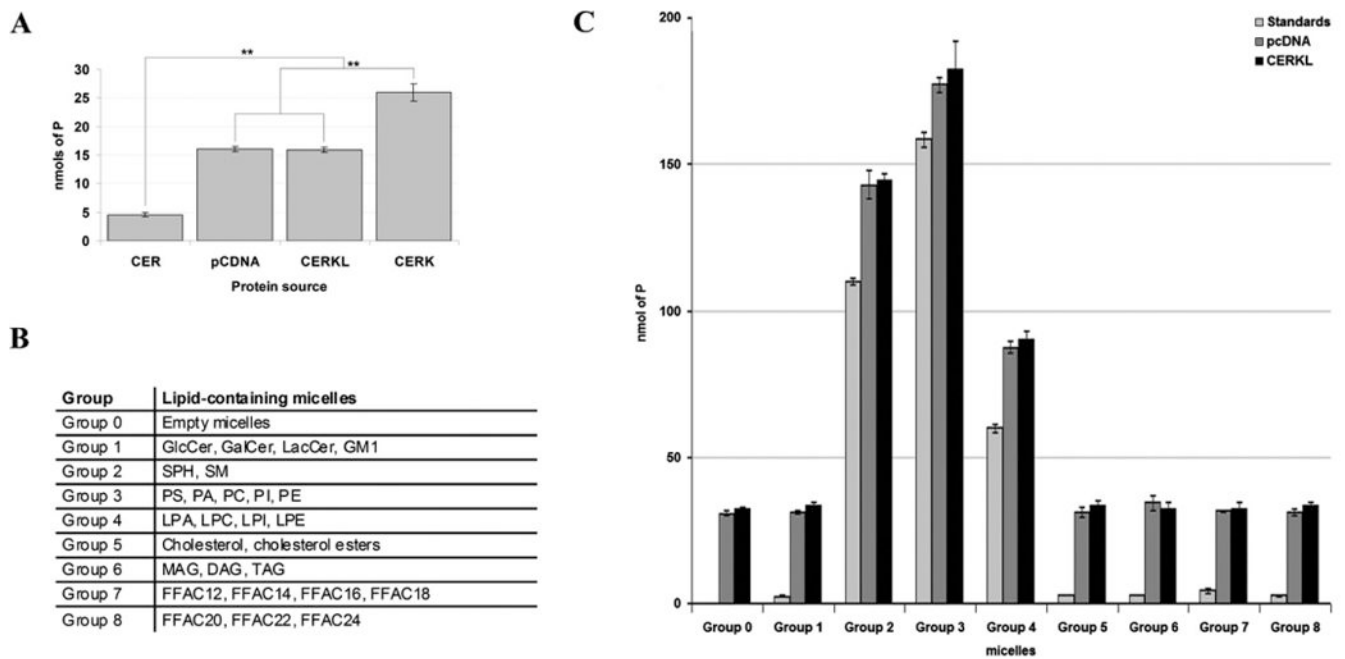 A
**
**
30
25
20
15
10
5
0
nmols of P
CER pCDNA CERKL CERK
Protein source
B
Group Lipid-containing micelles
Group 0 Empty micelles
Group 1 GlcCer, GalCer, LacCer, GM1
Group 2 SPH, SM
Group 3 PS, PA, PC, PI, PE
Group 4 LPA, LPC, LPI, LPE
Group 5 Cholesterol, cholesterol esters
Group 6 MAG, DAG, TAG
Group 7 FFAC12, FFAC14, FFAC16, FFAC18
Group 8 FFAC20, FFAC22, FFAC24
C
Standards
pcDNA
CERKL
200
150
100
50
0
nmol of P
Group 0 Group 1 Group 2 Group 3 Group 4 Group 5 Group 6 Group 7 Group 8
micelles